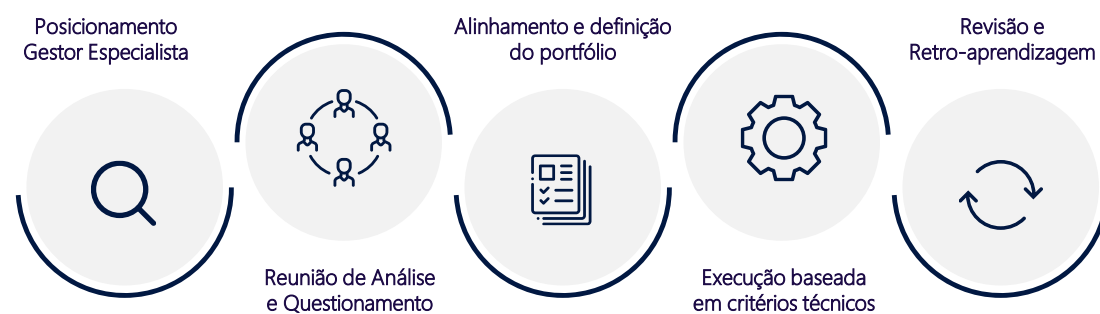 Posicionamento
Gestor Especialista
Reunião de Análise
e Questionamento
Alinhamento e definição
do portfólio
Execução baseada
em critérios técnicos
Revisão e
Retro-aprendizagem